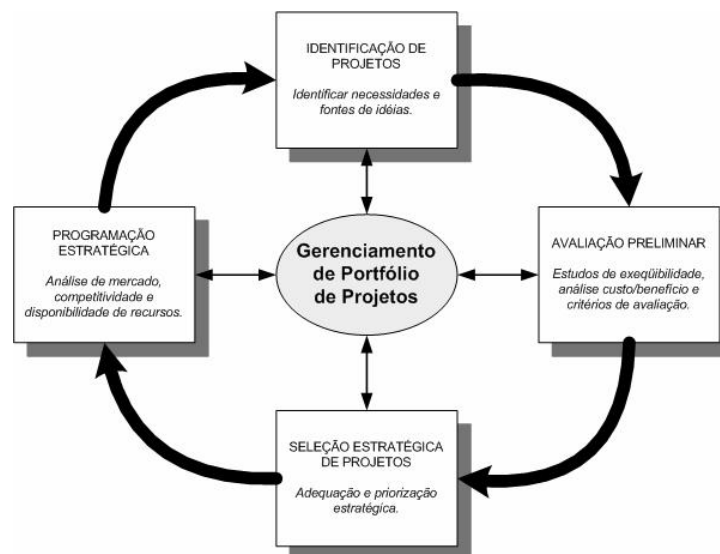 IDENTIFICAÇÃO DE
PROJETOS
Identificar necessidades e
fontes de idéias.
PROGRAMAÇÃO
ESTRATÉGICA
Análise de mercado,
competitividade e
disponibilidade de recursos.
Gerenciamento
de Portfólio
de Projetos
AVALIAÇÃO PRELIMINAR
Estudos de exeqüibilidade,
análise custo/benefício e
critérios de avaliação.
SELEÇÃO ESTRATÉGICA
DE PROJETOS
Adequação e priorização
estratégica.